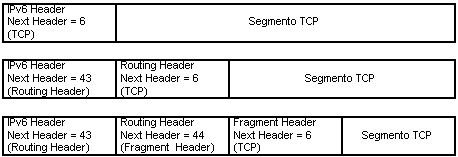 IPv6 Header
Next Header = 6
(TCP)
Segmento TCP
IPv6 Header
Next Header = 43
(Routing Header)
Routing Header
Next Header = 6
(TCP)
Segmento TCP
IPv6 Header
Next Header = 43
(Routing Header)
Routing Header
Next Header = 44
(Fragment Header)
Fragment Header
Next Header = 6
(TCP)
Segmento TCP